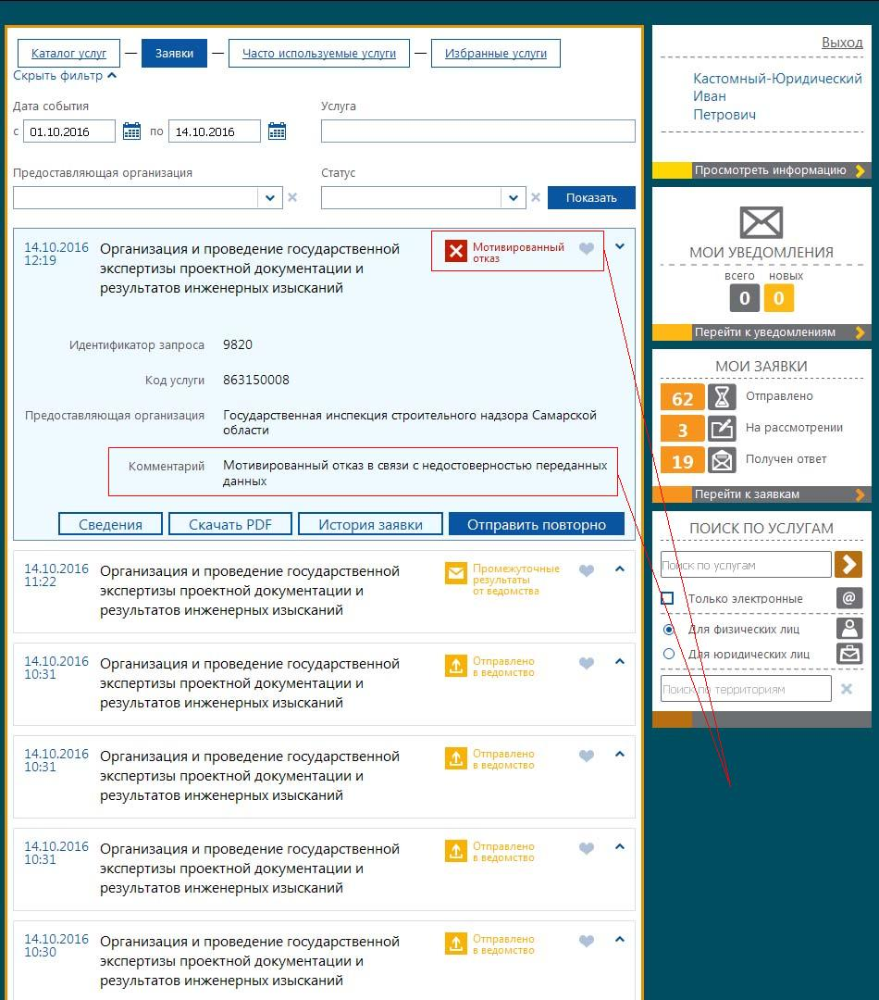 Каталог услуг
Заявки
Часто используемые услуги
Избранные услуги
Скрыть фильтр
Дата события
с 01.10.2016 по 14.10.2016
Услуга
Предоставляющая организация
Статус
Показать
14.10.2016
12:19
Организация и проведение государственной
экспертизы проектной документации и
результатов инженерных изысканий
Мотивированный
отказ
Идентификатор запроса 9820
Код услуги 863150008
Предоставляющая организация Государственная инспекция строительного надзора Самарской
области
Комментарий Мотивированный отказ в связи с недостоверностью переданных
данных
Сведения
Скачать PDF
История заявки
Отправить повторно
14.10.2016
11:22
Организация и проведение государственной
экспертизы проектной документации и
результатов инженерных изысканий
Промежуточные
результаты
от ведомства
14.10.2016
10:31
Организация и проведение государственной
экспертизы проектной документации и
результатов инженерных изысканий
Отправлено
в ведомство
14.10.2016
10:31
Организация и проведение государственной
экспертизы проектной документации и
результатов инженерных изысканий
Отправлено
в ведомство
14.10.2016
10:31
Организация и проведение государственной
экспертизы проектной документации и
результатов инженерных изысканий
Отправлено
в ведомство
14.10.2016
10:30
Организация и проведение государственной
экспертизы проектной документации и
результатов инженерных изысканий
Отправлено
в ведомство
Выход
Кастомный-Юридический
Иван
Петрович
Просмотреть информацию
МОИ УВЕДОМЛЕНИЯ
всего новых
0 0
Перейти к уведомлениям
МОИ ЗАЯВКИ
62 Отправлено
3 На рассмотрении
19 Получен ответ
Перейти к заявкам
ПОИСК ПО УСЛУГАМ
Поиск по услугам
Только электронные @
Для физических лиц
Для юридических лиц
Поиск по территориям